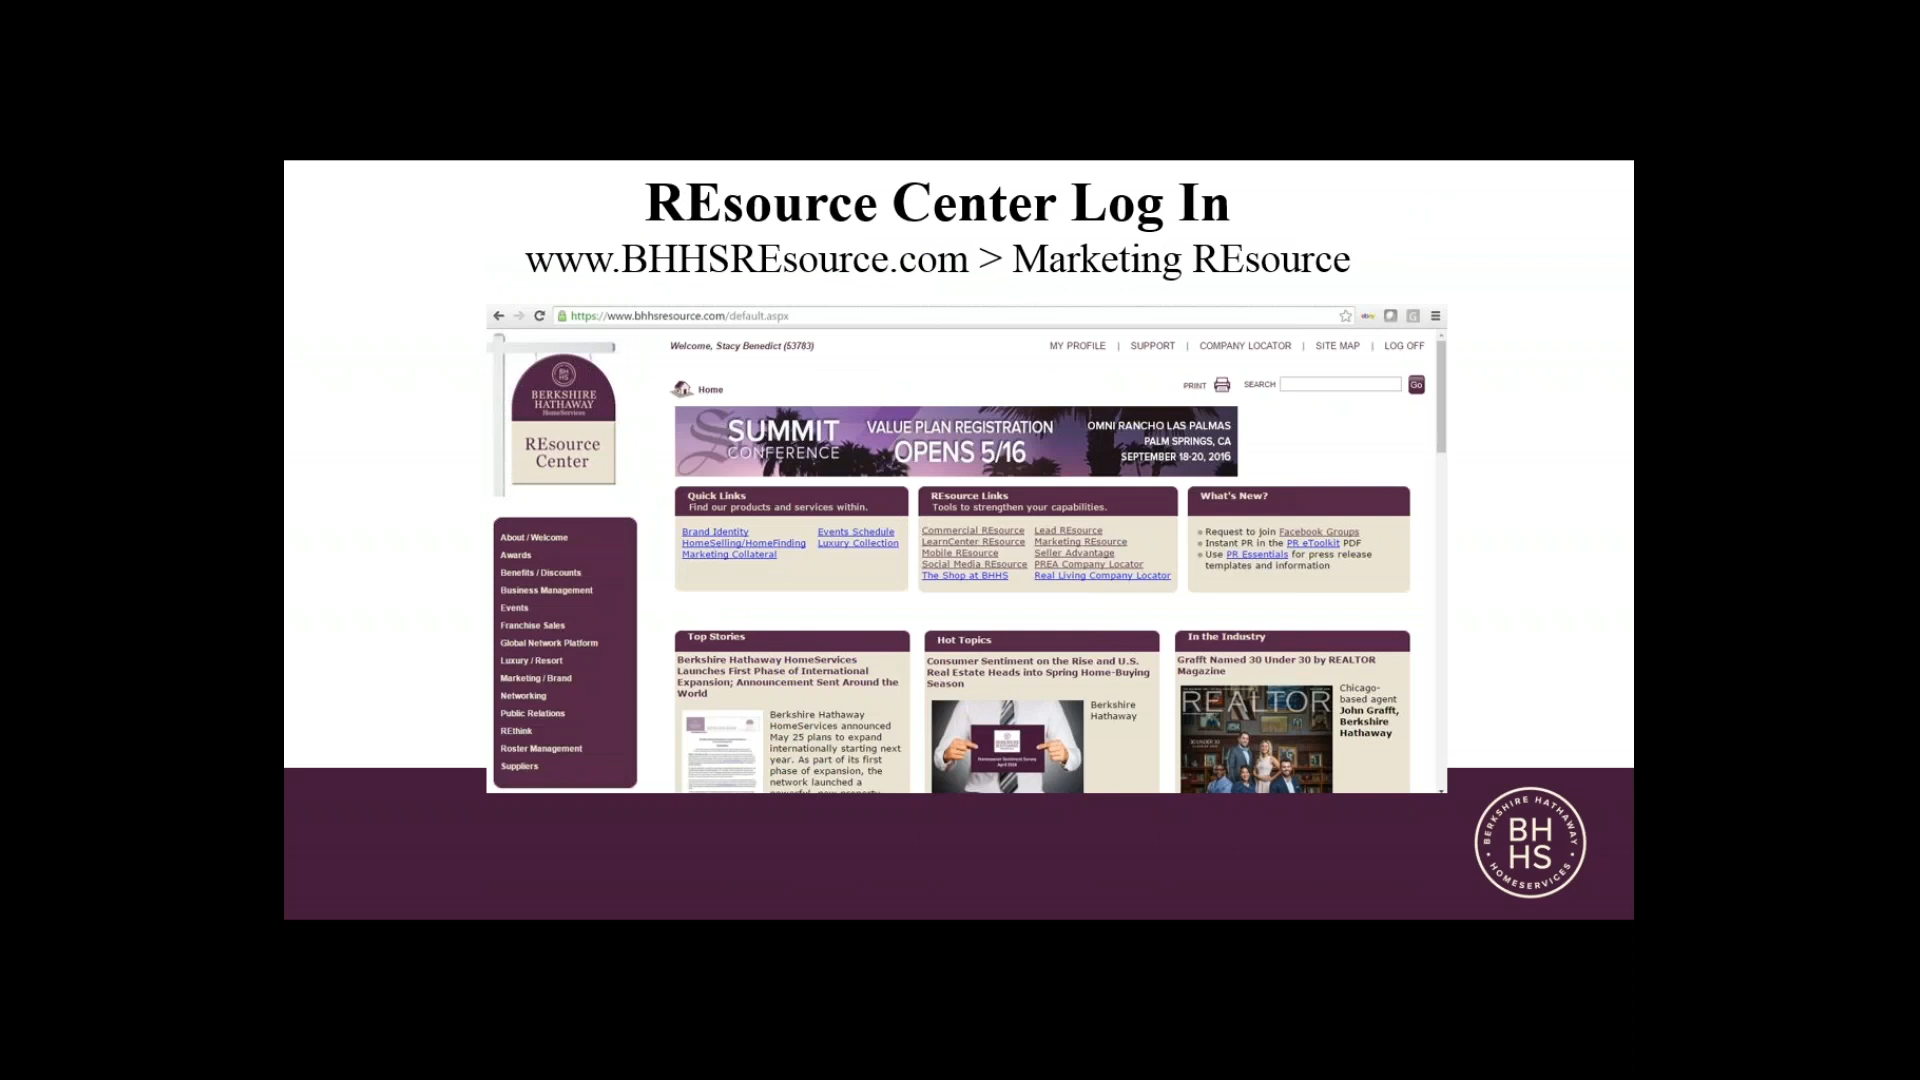 REsource Center Log In
www.BHHSREsource.com > Marketing REsource
https://www.bhhsresource.com/default.aspx
BH
HS
BERKSHIRE
HATHAWAY
HomeServices
REsource
Center
Welcome, Stacy Benedict (53783)
MY PROFILE | SUPPORT | COMPANY LOCATOR | SITE MAP | LOG OFF
Home
PRINT
SEARCH
Go
SUMMIT
CONFERENCE
VALUE PLAN REGISTRATION
OPENS 5/16
OMNI RANCHO LAS PALMAS
PALM SPRINGS, CA
SEPTEMBER 18-20, 2016
About / Welcome
Awards
Benefits / Discounts
Business Management
Events
Franchise Sales
Global Network Platform
Luxury / Resort
Marketing / Brand
Networking
Public Relations
REthink
Roster Management
Suppliers
Quick Links
Find our products and services within.
Brand Identity
HomeSelling/HomeFinding
Marketing Collateral
Events Schedule
Luxury Collection
REsource Links
Tools to strengthen your capabilities.
Commercial REsource
LearnCenter REsource
Mobile REsource
Social Media REsource
The Shop at BHHS
Lead REsource
Marketing REsource
Seller Advantage
PREA Company Locator
Real Living Company Locator
What's New?
Request to join Facebook Groups
Instant PR in the PR eToolkit PDF
Use PR Essentials for press release
templates and information
Top Stories
Berkshire Hathaway HomeServices
Launches First Phase of International
Expansion; Announcement Sent Around the
World
Berkshire Hathaway
HomeServices announced
May 25 plans to expand
internationally starting next
year. As part of its first
phase of expansion, the
network launched a
Hot Topics
Consumer Sentiment on the Rise and U.S.
Real Estate Heads into Spring Home-Buying
Season
Berkshire
Hathaway
Homeowner Sentiment Survey
April 2016
In the Industry
Grafft Named 30 Under 30 by REALTOR
Magazine
REALTOR
Chicago-
based agent
John Grafft,
Berkshire
Hathaway
BERKSHIRE HATHAWAY
BH
HS
HOMESERVICES